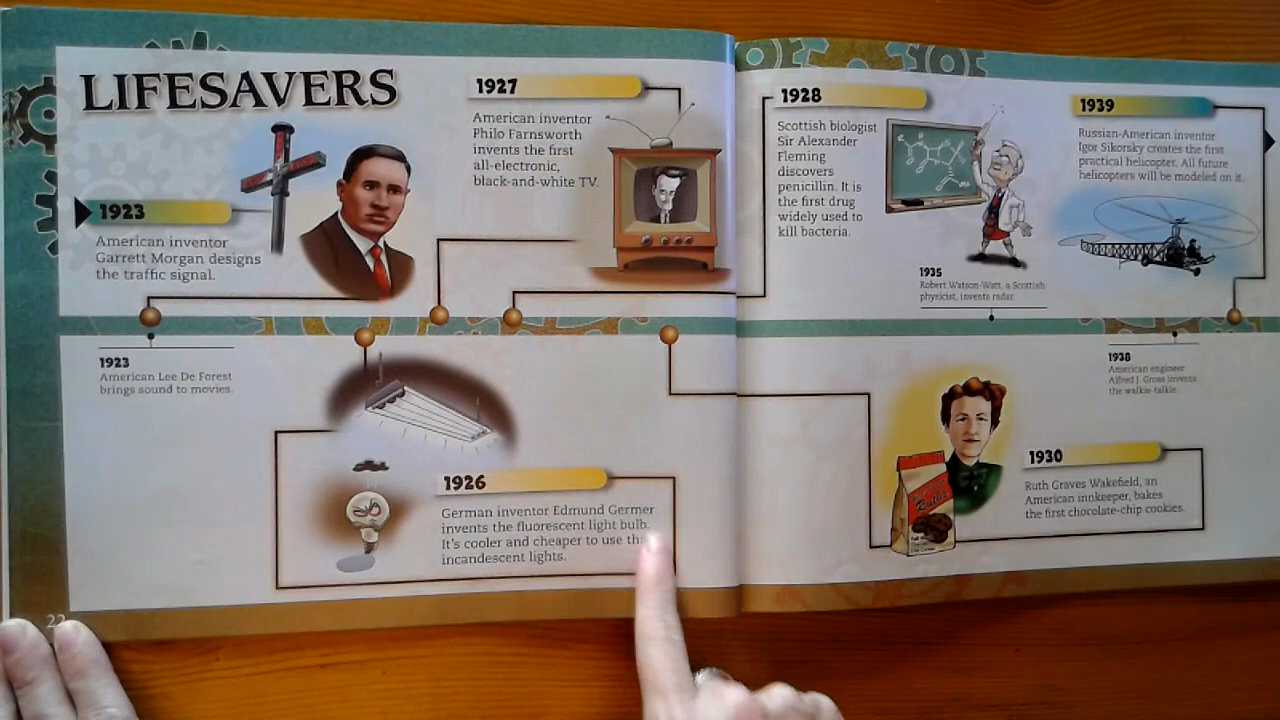 LIFESAVERS
1923
American inventor
Garrett Morgan designs
the traffic signal.
1927
American inventor
Philo Farnsworth
invents the first
all-electronic,
black-and-white TV.
1928
Scottish biologist
Sir Alexander
Fleming
discovers
penicillin. It is
the first drug
widely used to
kill bacteria.
1935
Robert Watson-Watt, a Scottish
physicist, invents radar.
1939
Russian-American inventor
Igor Sikorsky creates the first
practical helicopter. All future
helicopters will be modeled on it.
1923
American Lee De Forest
brings sound to movies.
1926
German inventor Edmund Germer
invents the fluorescent light bulb.
It's cooler and cheaper to use
incandescent lights.
1938
American engineer
Alfred J. Gross invents
the walkie-talkie.
1930
Ruth Graves Wakefield, an
American innkeeper, bakes
the first chocolate-chip cookies.
22